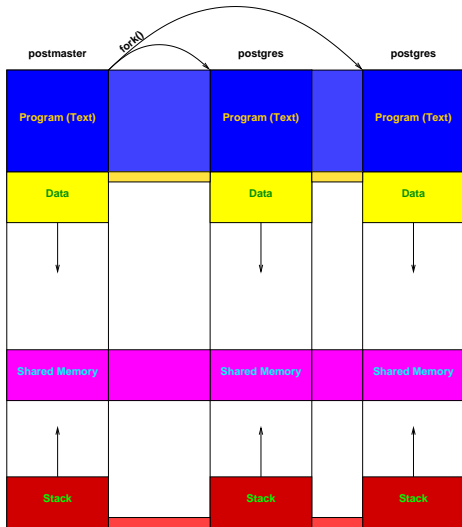 fork()
postmaster postgres postgres
Program (Text) Program (Text) Program (Text)
Data Data Data
Shared Memory Shared Memory Shared Memory
Stack Stack Stack